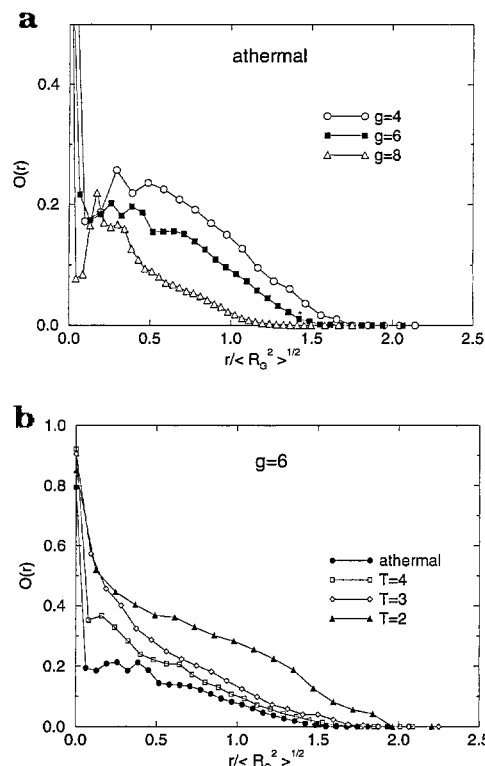 a
athermal
g=4
g=6
g=8
O(r)
0.4
0.2
0.0
0.0 0.5 1.0 1.5 2.0 2.5
r/< R_G^2 >^1/2
b
g=6
athermal
T=4
T=3
T=2
O(r)
1.0
0.8
0.6
0.4
0.2
0.0
0.0 0.5 1.0 1.5 2.0 2.5
r/< R_G^2 >^1/2